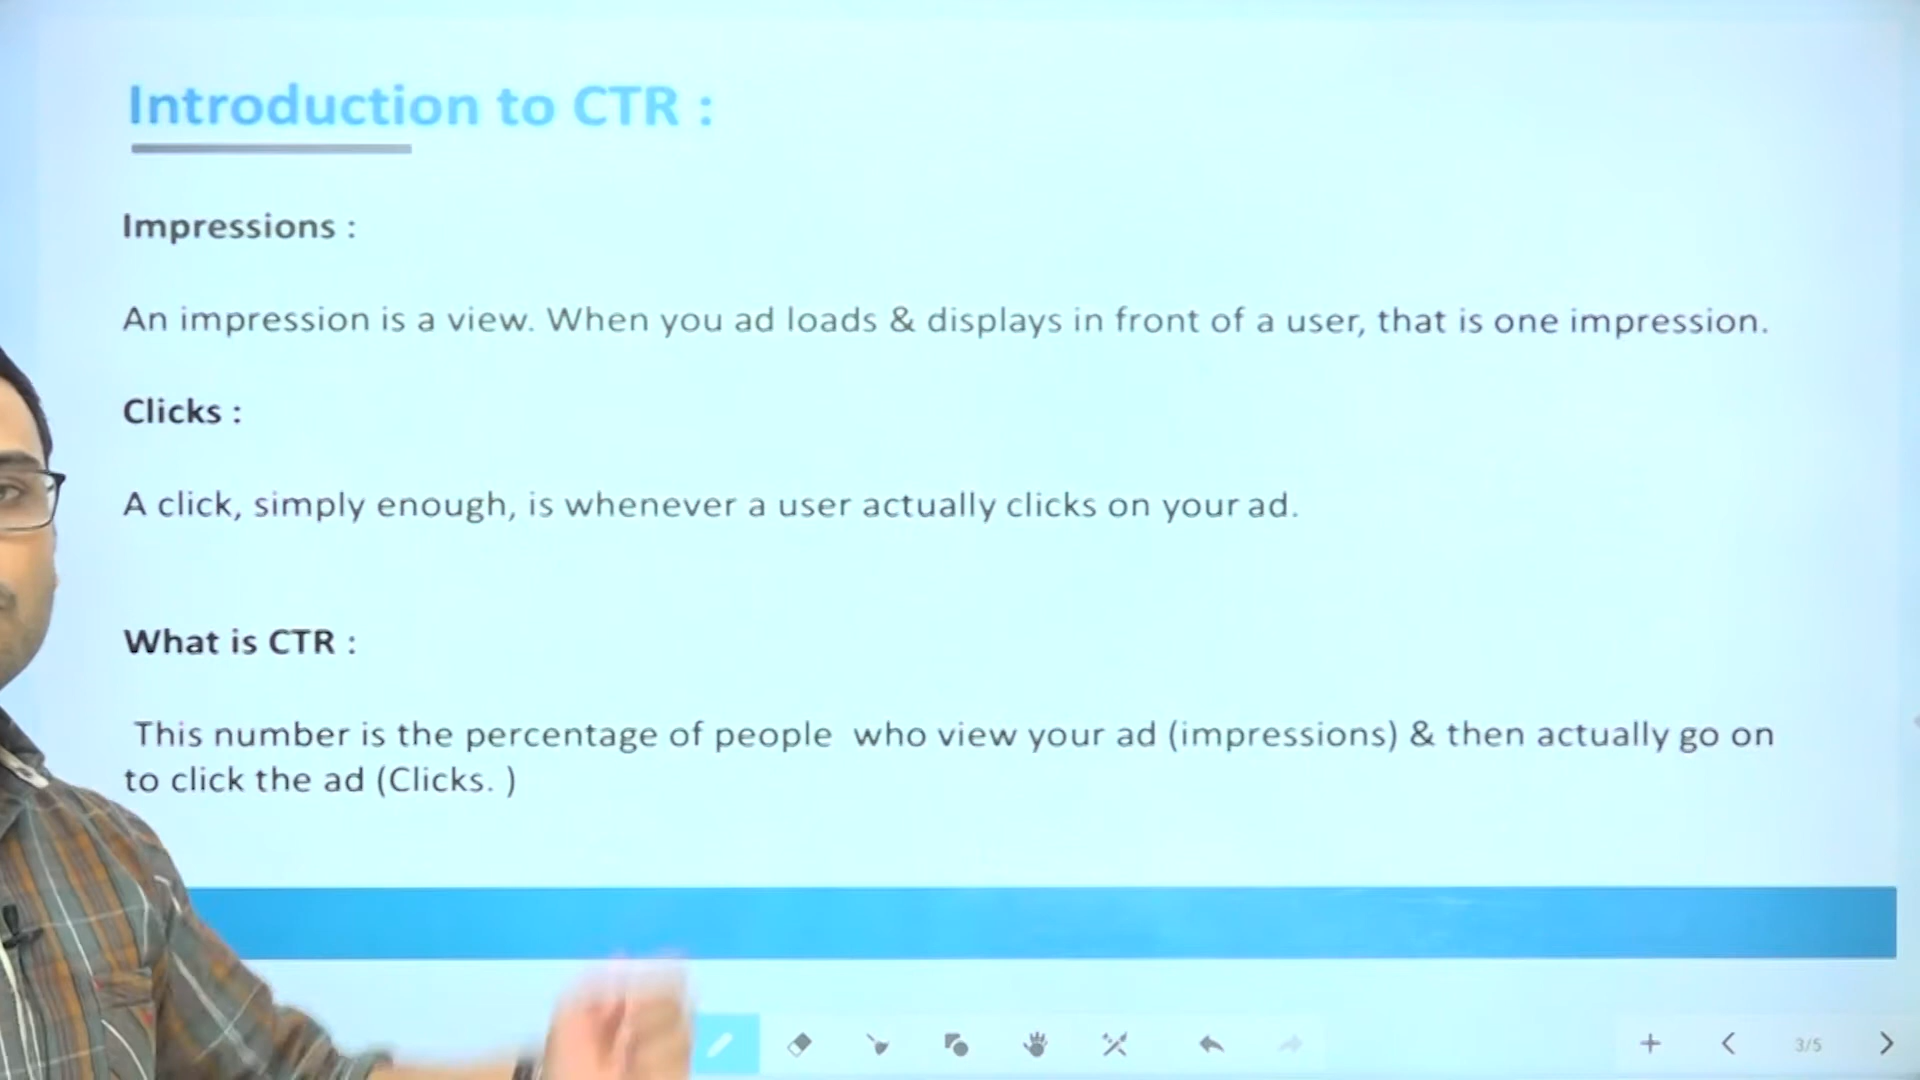 Introduction to CTR :
Impressions :
An impression is a view. When you ad loads & displays in front of a user, that is one impression.
Clicks :
A click, simply enough, is whenever a user actually clicks on your ad.
What is CTR :
This number is the percentage of people who view your ad (impressions) & then actually go on
to click the ad (Clicks. )
3/5